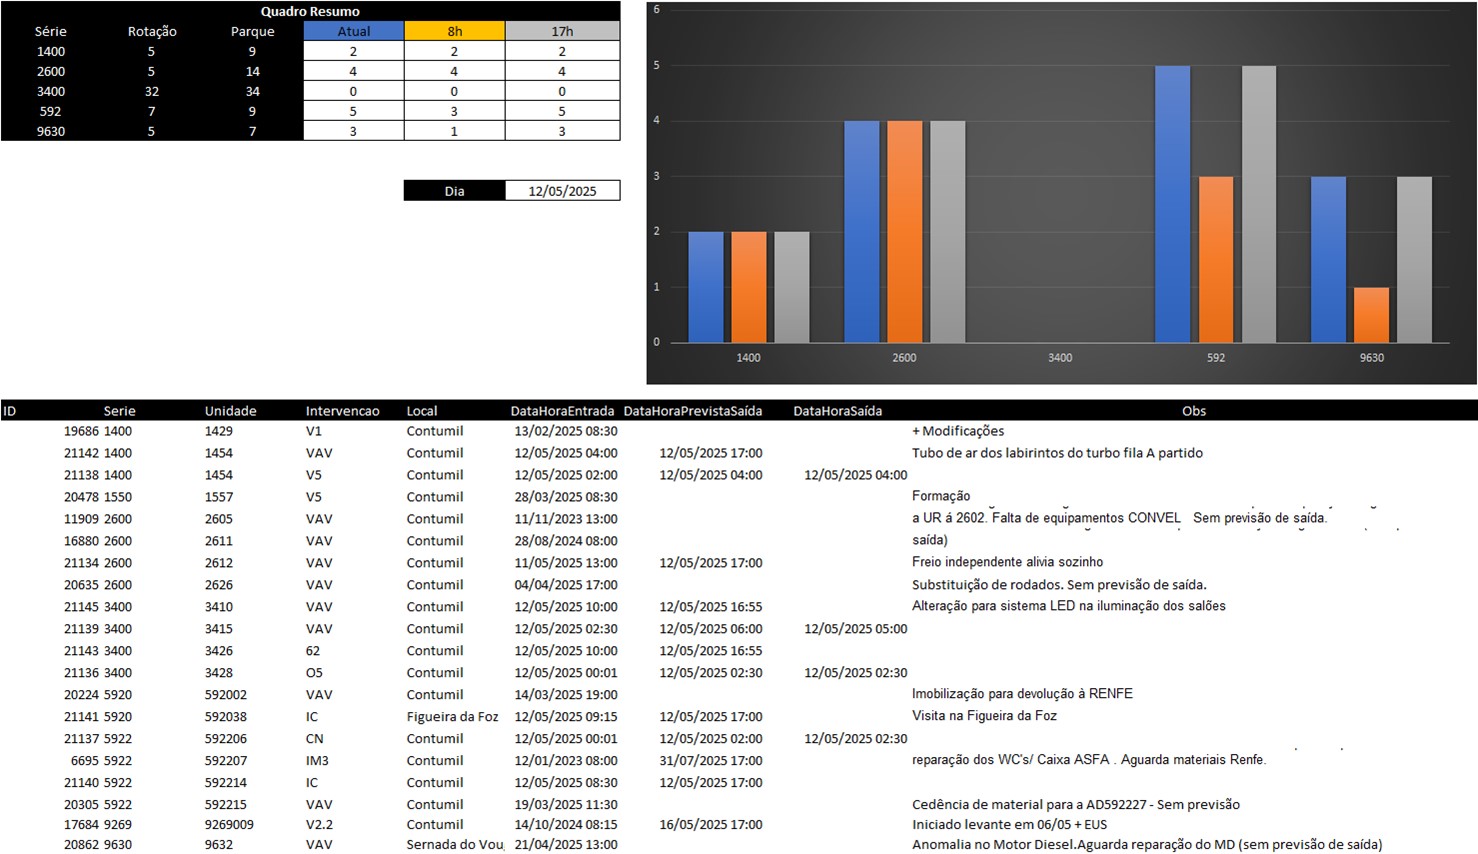 Quadro Resumo
Série Rotação Parque Atual 8h 17h
1400 5 9 2 2 2
2600 5 14 4 4 4
3400 32 34 0 0 0
592 7 9 5 3 5
9630 5 7 3 1 3
Dia 12/05/2025
6
5
4
3
2
1
0
1400 2600 3400 592 9630
ID Serie Unidade Intervencao Local DataHoraEntrada DataHoraPrevistaSaída DataHoraSaída Obs
19686 1400 1429 V1 Contumil 13/02/2025 08:30 + Modificações
21142 1400 1454 VAV Contumil 12/05/2025 04:00 12/05/2025 17:00 Tubo de ar dos labirintos do turbo fila A partido
21138 1400 1454 V5 Contumil 12/05/2025 02:00 12/05/2025 04:00 12/05/2025 04:00
20478 1550 1557 V5 Contumil 28/03/2025 08:30 Formação
11909 2600 2605 VAV Contumil 11/11/2023 13:00 a UR á 2602. Falta de equipamentos CONVEL Sem previsão de saída.
16880 2600 2611 VAV Contumil 28/08/2024 08:00 saída)
21134 2600 2612 VAV Contumil 11/05/2025 13:00 12/05/2025 17:00 Freio independente alivia sozinho
20635 2600 2626 VAV Contumil 04/04/2025 17:00 Substituição de rodados. Sem previsão de saída.
21145 3400 3410 VAV Contumil 12/05/2025 10:00 12/05/2025 16:55 Alteração para sistema LED na iluminação dos salões
21139 3400 3415 VAV Contumil 12/05/2025 02:30 12/05/2025 06:00 12/05/2025 05:00
21143 3400 3426 62 Contumil 12/05/2025 10:00 12/05/2025 16:55
21136 3400 3428 O5 Contumil 12/05/2025 00:01 12/05/2025 02:30 12/05/2025 02:30
20224 5920 592002 VAV Contumil 14/03/2025 19:00 Imobilização para devolução à RENFE
21141 5920 592038 IC Figueira da Foz 12/05/2025 09:15 12/05/2025 17:00 Visita na Figueira da Foz
21137 5922 592206 CN Contumil 12/05/2025 00:01 12/05/2025 02:00 12/05/2025 02:30
6695 5922 592207 IM3 Contumil 12/01/2023 08:00 31/07/2025 17:00 reparação dos WC's/ Caixa ASFA . Aguarda materiais Renfe.
21140 5922 592214 IC Contumil 12/05/2025 08:30 12/05/2025 17:00
20305 5922 592215 VAV Contumil 19/03/2025 11:30 Cedência de material para a AD592227 - Sem previsão
17684 9269 9269009 V2.2 Contumil 14/10/2024 08:15 16/05/2025 17:00 Iniciado levante em 06/05 + EUS
20862 9630 9632 VAV Sernada do Vou 21/04/2025 13:00 Anomalia no Motor Diesel.Aguarda reparação do MD (sem previsão de saída)